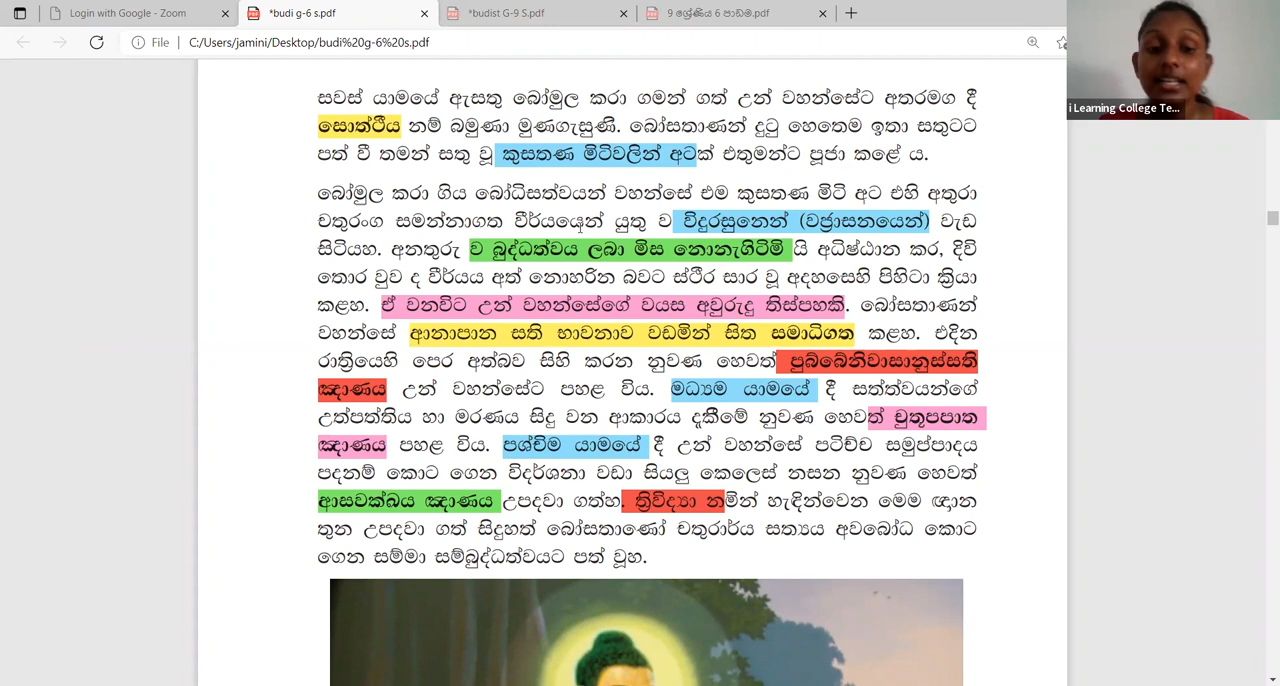 Login with Google - Zoom
*budi g-6 s.pdf
*budist G-9 S.pdf
9 ශ්‍රේණිය 6 පාඩම.pdf
File
C:/Users/jamini/Desktop/budi%20g-6%20s.pdf
i Learning College Te...
සවස් යාමයේ ඇසතු බෝමුල කරා ගමන් ගත් උන් වහන්සේට අතරමග දී
සොත්ථිය නම් බමුණා මුණගැසුණි. බෝසතාණන් දුටු හෙතෙම ඉතා සතුටට
පත් වී තමන් සතු වූ කුසතණ මිටිවලින් අටක් එතුමන්ට පූජා කළේ ය.
බෝමුල කරා ගිය බෝධිසත්වයන් වහන්සේ එම කුසතණ මිටි අට එහි අතුරා
චතුරංග සමන්නාගත වීර්යයෙන් යුතු ව විදුරසුනෙන් (වජ්‍රාසනයෙන්) වැඩ
සිටියහ. අනතුරු ව බුද්ධත්වය ලබා මිස නොනැගිටිමි යි අධිෂ්ඨාන කර, දිවි
තොර වුව ද වීර්යය අත් නොහරින බවට ස්ථීර සාර වූ අදහසෙහි පිහිටා ක්‍රියා
කළහ. ඒ වනවිට උන් වහන්සේගේ වයස අවුරුදු තිස්පහකි. බෝසතාණන්
වහන්සේ ආනාපාන සති භාවනාව වඩමින් සිත සමාධිගත කළහ. එදින
රාත්‍රියෙහි පෙර අත්බව සිහි කරන නුවණ හෙවත් පුබ්බේනිවාසානුස්සති
ඤාණය උන් වහන්සේට පහළ විය. මධ්‍යම යාමයේ දී සත්ත්වයන්ගේ
උත්පත්තිය හා මරණය සිදු වන ආකාරය දැකීමේ නුවණ හෙවත් චුතූපපාත
ඤාණය පහළ විය. පශ්චිම යාමයේ දී උන් වහන්සේ පටිච්ච සමුප්පාදය
පදනම් කොට ගෙන විදර්ශනා වඩා සියලු කෙලෙස් නසන නුවණ හෙවත්
ආසවක්ඛය ඤාණය උපදවා ගත්හ. ත්‍රිවිද්‍යා නමින් හැඳින්වෙන මෙම ඥාන
තුන උපදවා ගත් සිදුහත් බෝසතාණෝ චතුරාර්ය සත්‍යය අවබෝධ කොට
ගෙන සම්මා සම්බුද්ධත්වයට පත් වූහ.